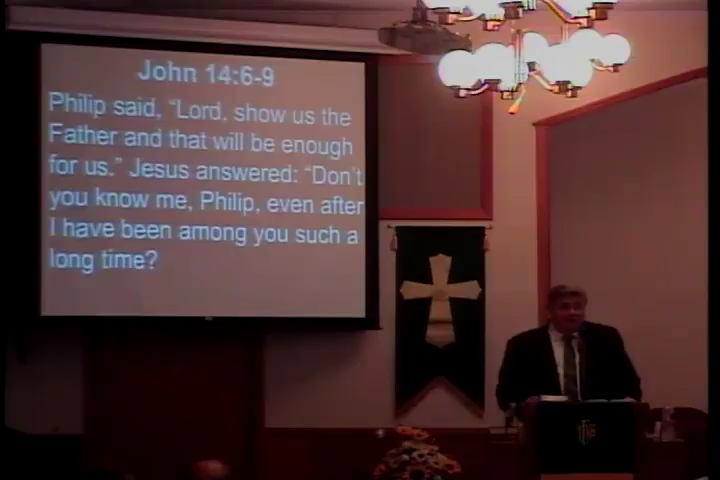 John 14:6-9
Philip said, “Lord, show us the
Father and that will be enough
for us.” Jesus answered: “Don't
you know me, Philip, even after
I have been among you such a
long time?